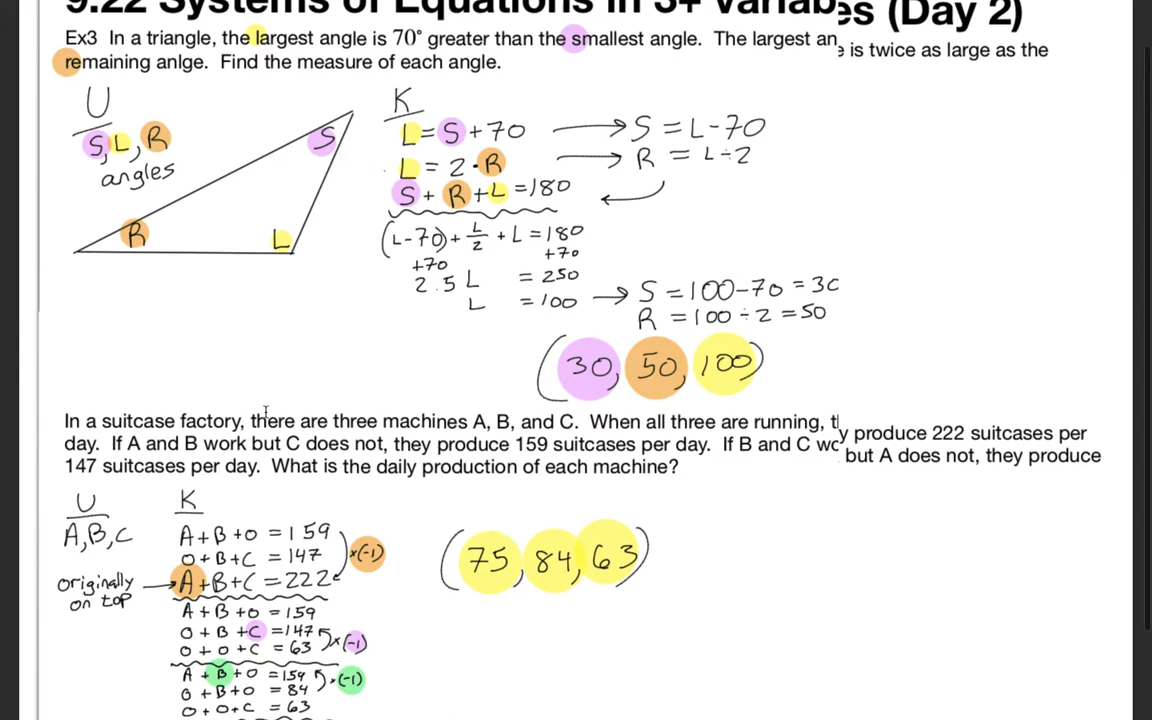 9.22 Systems of Equations in 3+ Variables (Day 2)
Ex3 In a triangle, the largest angle is 70° greater than the smallest angle. The largest an e is twice as large as the
remaining anlge. Find the measure of each angle.
U
S, L, R
angles
S
R
L
K
L = S + 70 → S = L - 70
L = 2 · R → R = L ÷ 2
S + R + L = 180
(L - 70) + L/2 + L = 180
+70 +70
2.5 L = 250
L = 100 → S = 100 - 70 = 30
R = 100 ÷ 2 = 50
(30, 50, 100)
In a suitcase factory, there are three machines A, B, and C. When all three are running, t y produce 222 suitcases per
day. If A and B work but C does not, they produce 159 suitcases per day. If B and C wo but A does not, they produce
147 suitcases per day. What is the daily production of each machine?
U
A, B, C
originally
on top
K
A + B + 0 = 159
0 + B + C = 147
A + B + C = 222
×(-1)
A + B + 0 = 159
0 + B + C = 147
0 + 0 + C = 63
×(-1)
A + B + 0 = 159
0 + B + 0 = 84
0 + 0 + C = 63
·(-1)
(75, 84, 63)